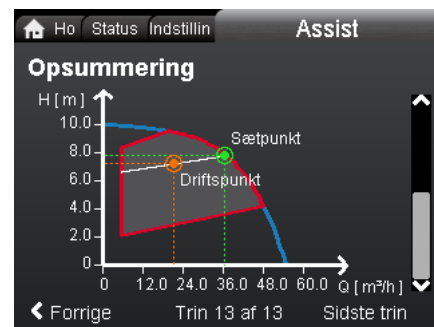 Ho Status Indstillin Assist
Opsummering
H [ m ]
10.0
8.0
6.0
4.0
2.0
0
Sætpunkt
Driftspunkt
0 12.0 24.0 36.0 48.0 60.0 Q [ m³/h ]
Forrige Trin 13 af 13 Sidste trin